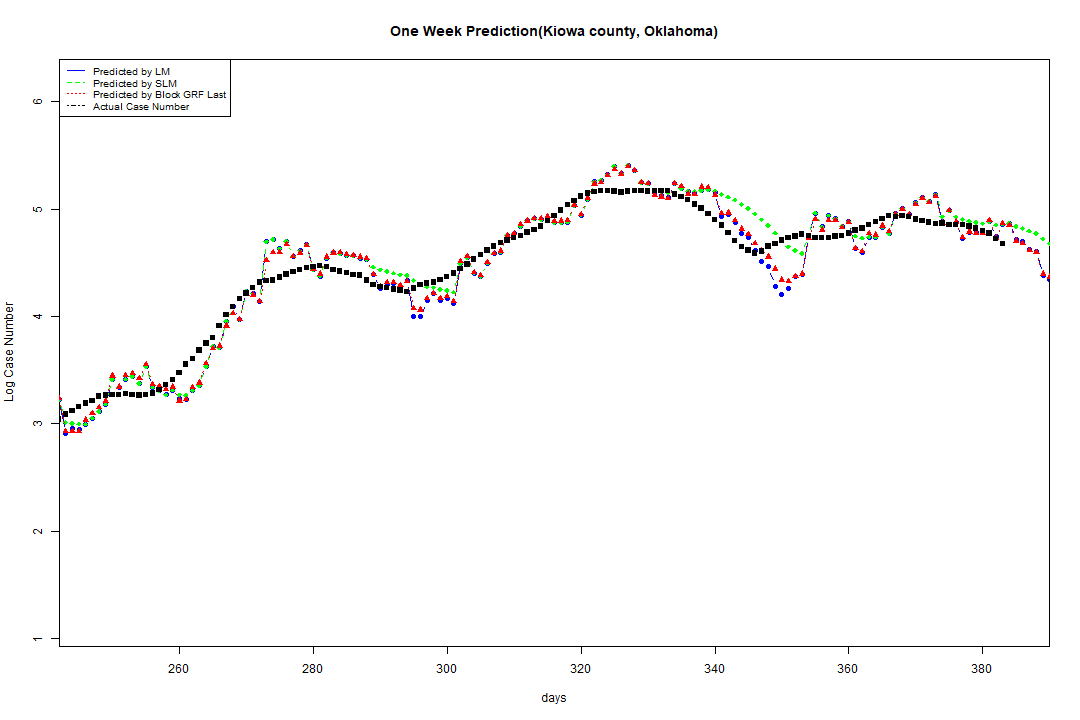 One Week Prediction(Kiowa county, Oklahoma)
Predicted by LM
Predicted by SLM
Predicted by Block GRF Last
Actual Case Number
6
5
4
3
2
1
Log Case Number
260 280 300 320 340 360 380
days